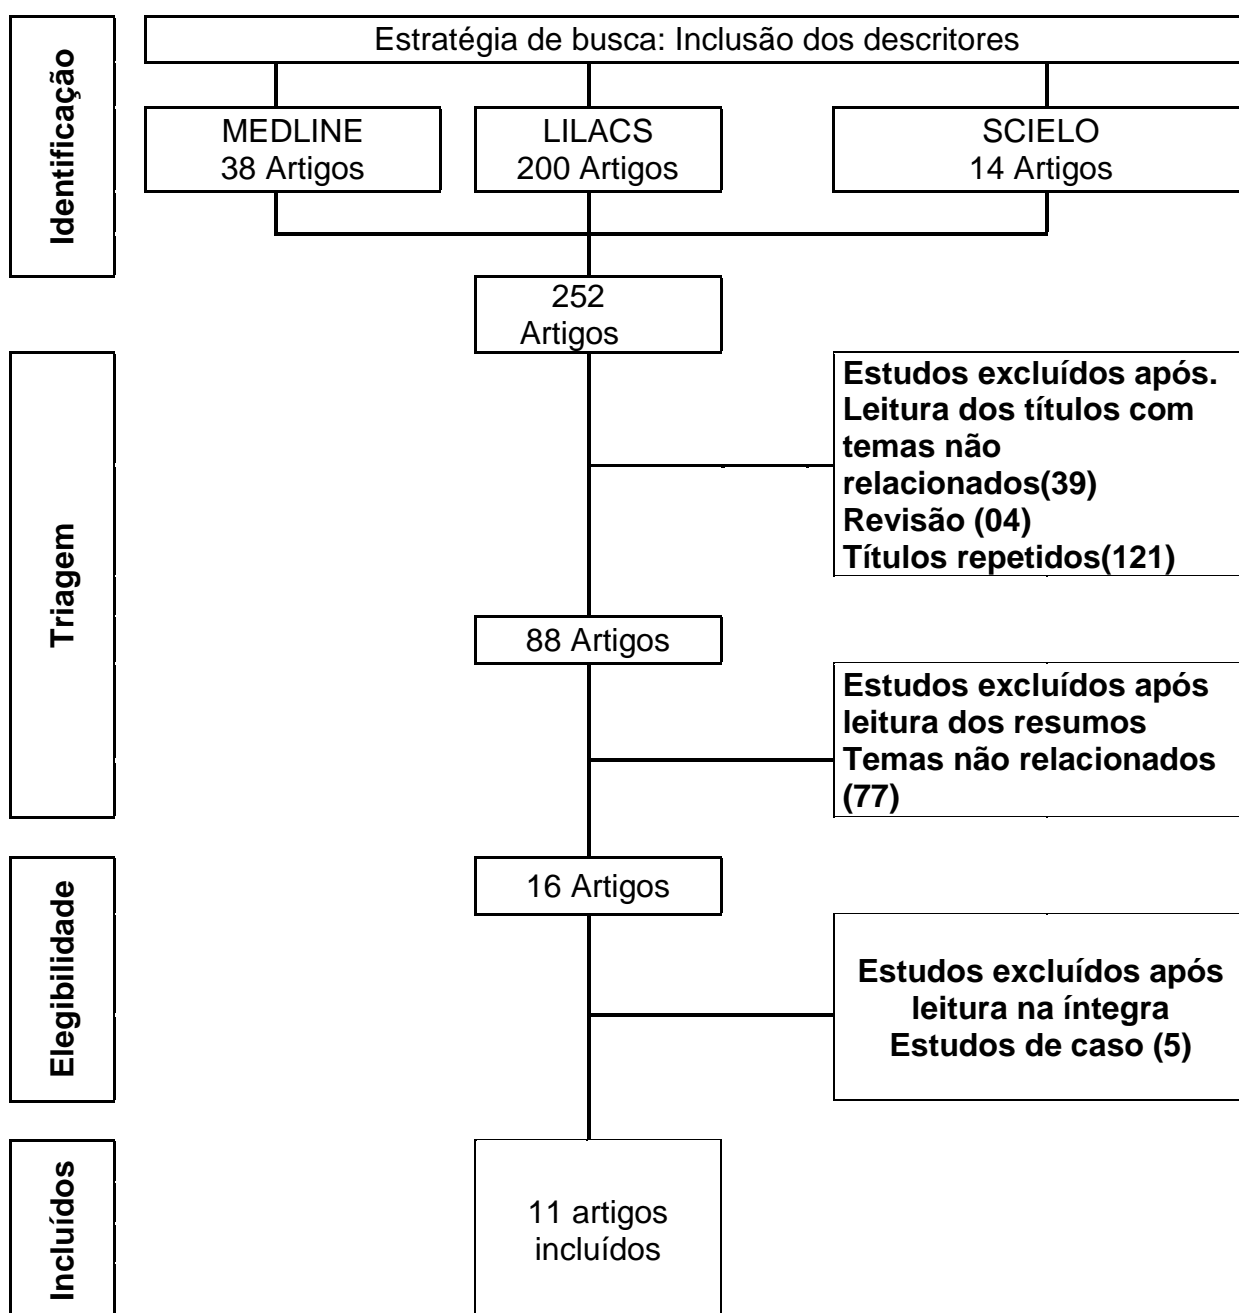 Identificação
Estratégia de busca: Inclusão dos descritores
MEDLINE
38 Artigos
LILACS
200 Artigos
SCIELO
14 Artigos
252
Artigos
Triagem
Estudos excluídos após.
Leitura dos títulos com
temas não
relacionados(39)
Revisão (04)
Títulos repetidos(121)
88 Artigos
Estudos excluídos após
leitura dos resumos
Temas não relacionados
(77)
Elegibilidade
16 Artigos
Estudos excluídos após
leitura na íntegra
Estudos de caso (5)
Incluídos
11 artigos
incluídos